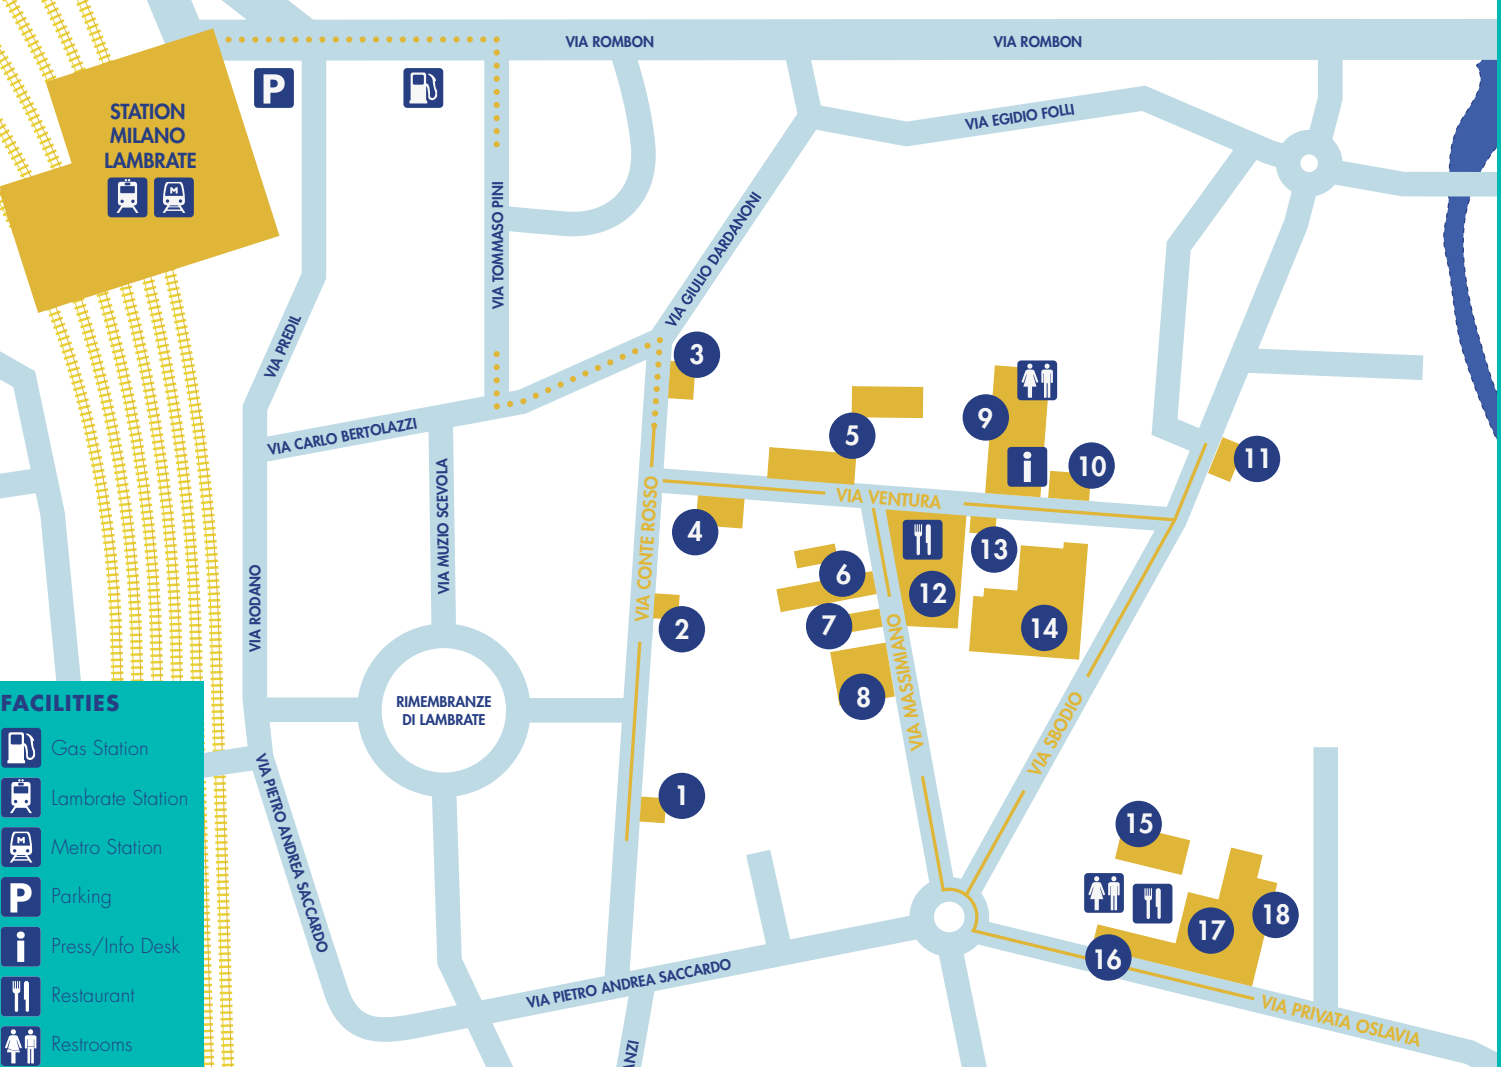 VIA ROMBON
VIA ROMBON
P
STATION
MILANO
LAMBRATE
M
VIA EGIDIO FOLLI
VIA TOMMASO PINI
VIA GIULIO DARDANONI
VIA PREDIL
3
9
5
VIA CARLO BERTOLAZZI
i
10
11
VIA MUZIO SCEVOLA
VIA CONTE ROSSO
VIA VENTURA
4
13
6
12
VIA RODANO
2
7
14
VIA MASSIMIANO
8
RIMEMBRANZE
DI LAMBRATE
VIA SBODIO
1
15
VIA PIETRO ANDREA SACCARDO
17
18
16
VIA PIETRO ANDREA SACCARDO
VIA PRIVATA OSLAVIA
ANZI
FACILITIES
Gas Station
Lambrate Station
M
Metro Station
P
Parking
i
Press/Info Desk
Restaurant
Restrooms